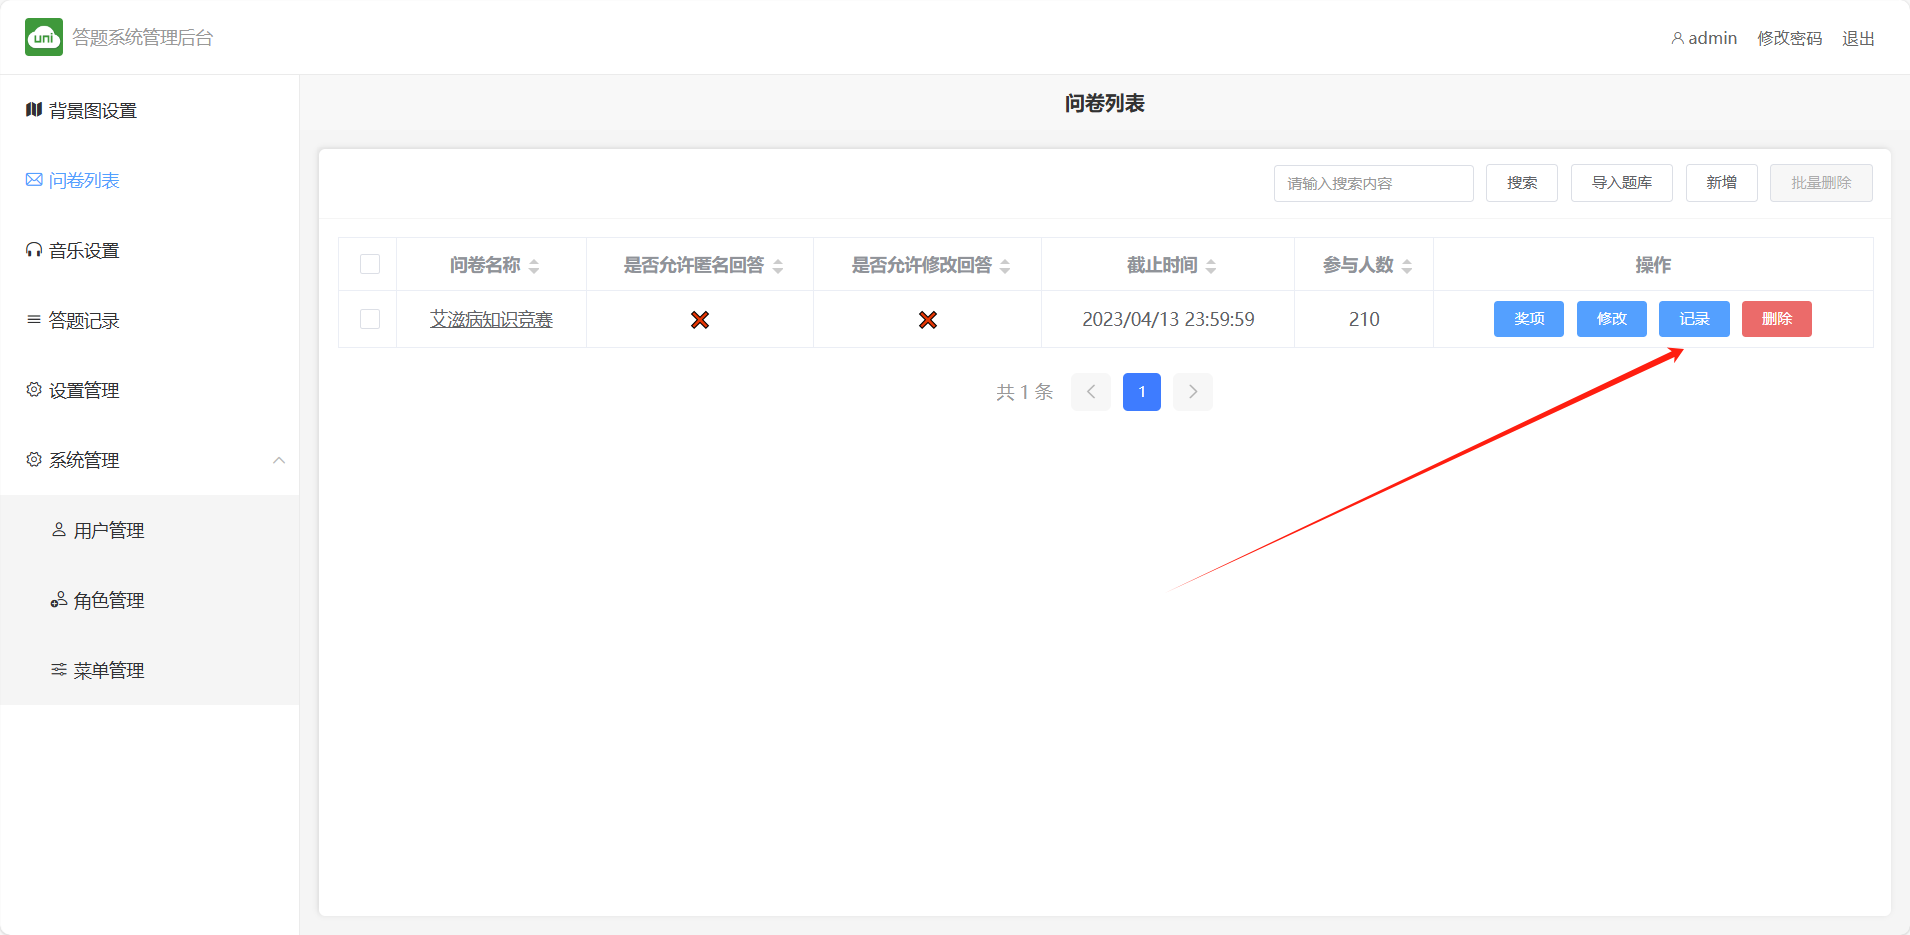 uni 答题系统管理后台
admin 修改密码 退出
背景图设置
问卷列表
音乐设置
答题记录
设置管理
系统管理
用户管理
角色管理
菜单管理
问卷列表
请输入搜索内容 搜索 导入题库 新增 批量删除
问卷名称 是否允许匿名回答 是否允许修改回答 截止时间 参与人数 操作
艾滋病知识竞赛 2023/04/13 23:59:59 210 奖项 修改 记录 删除
共 1 条 1